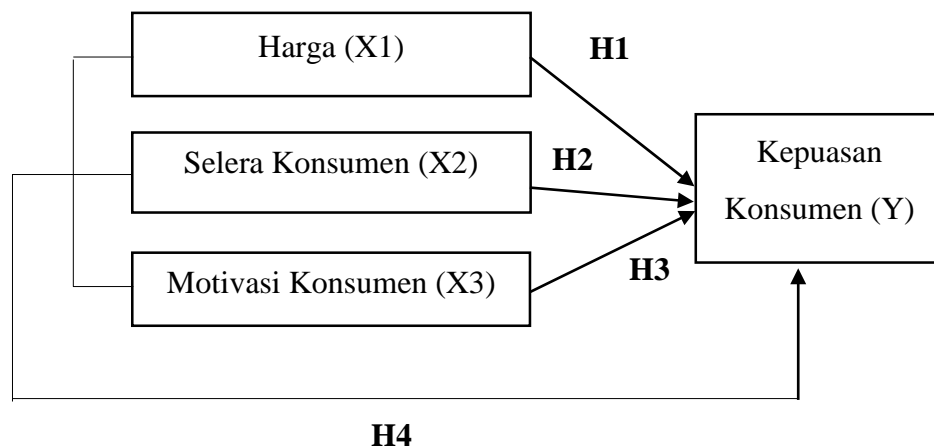 Harga (X1)
H1
Selera Konsumen (X2)
H2
Kepuasan
Konsumen (Y)
Motivasi Konsumen (X3)
H3
H4